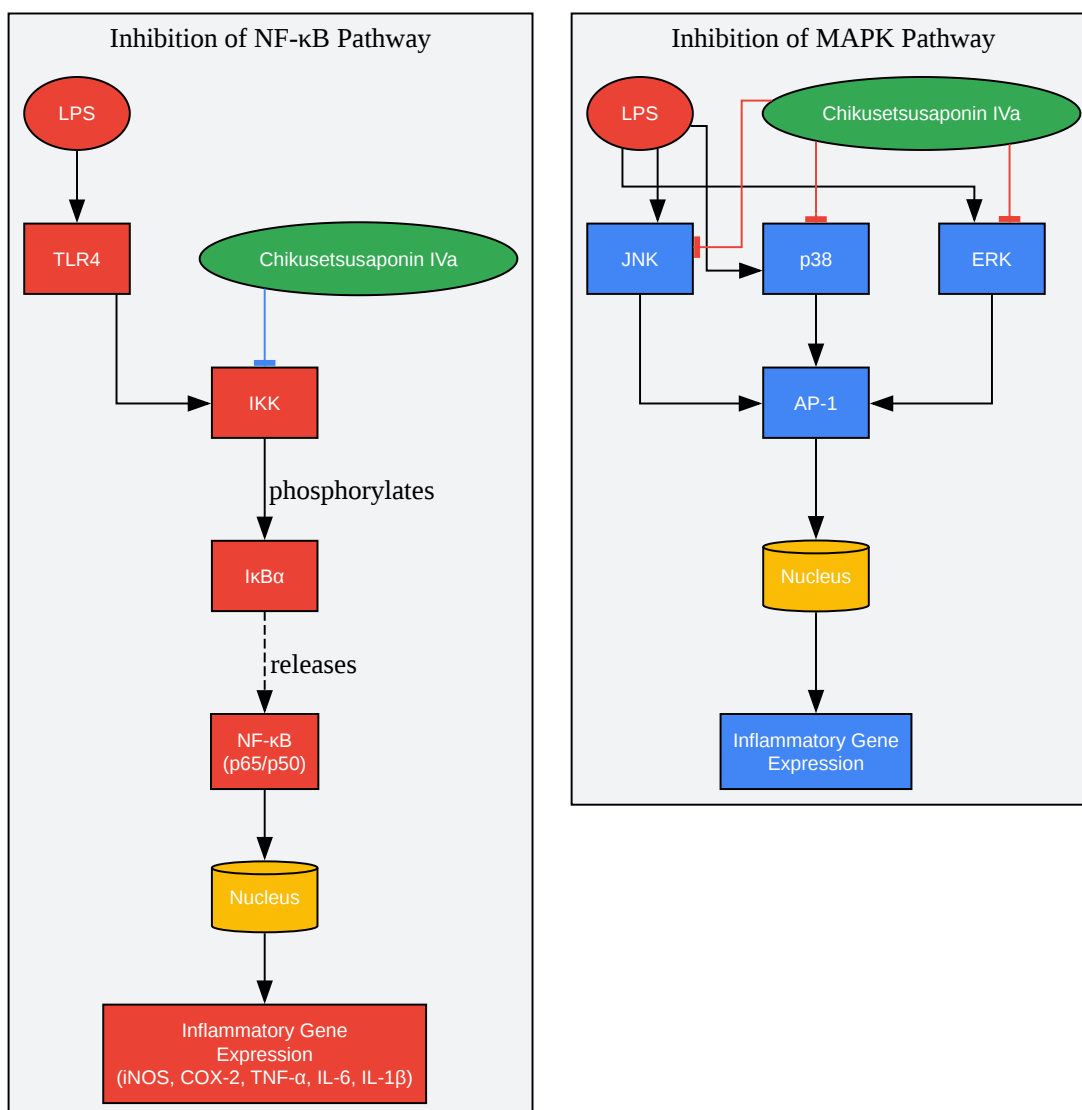 Inhibition of NF-κB Pathway
LPS
TLR4
Chikusetsusaponin IVa
IKK
phosphorylates
IκBα
releases
NF-κB
(p65/p50)
Nucleus
Inflammatory Gene
Expression
(iNOS, COX-2, TNF-α, IL-6, IL-1β)
Inhibition of MAPK Pathway
LPS
Chikusetsusaponin IVa
JNK
p38
ERK
AP-1
Nucleus
Inflammatory Gene
Expression